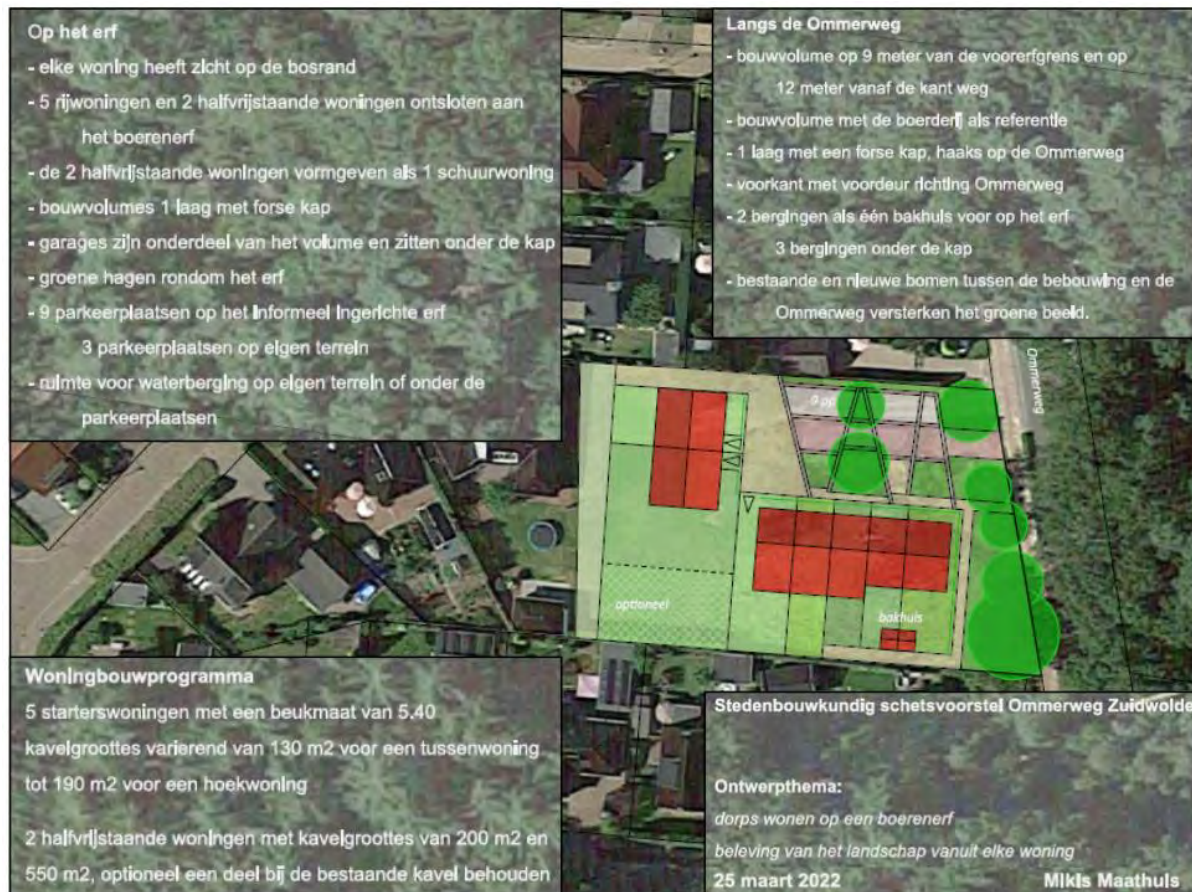 Op het erf
- elke woning heeft zicht op de bosrand
- 5 rijwoningen en 2 halfvrijstaande woningen ontsloten aan
het boerenerf
- de 2 halfvrijstaande woningen vormgeven als 1 schuurwoning
- bouwvolumes 1 laag met forse kap
- garages zijn onderdeel van het volume en zitten onder de kap
- groene hagen rondom het erf
- 9 parkeerplaatsen op het informeel ingerichte erf
3 parkeerplaatsen op eigen terrein
- ruimte voor waterberging op eigen terrein of onder de
parkeerplaatsen
Langs de Ommerweg
- bouwvolume op 9 meter van de voorerfgrens en op
12 meter vanaf de kant weg
- bouwvolume met de boerderij als referentie
- 1 laag met een forse kap, haaks op de Ommerweg
- voorkant met voordeur richting Ommerweg
- 2 bergingen als één bakhuis voor op het erf
3 bergingen onder de kap
- bestaande en nieuwe bomen tussen de bebouwing en de
Ommerweg versterken het groene beeld.
Ommerweg
9 pp
optioneel
bakhuis
Woningbouwprogramma
5 starterswoningen met een beukmaat van 5.40
kavelgroottes varierend van 130 m2 voor een tussenwoning
tot 190 m2 voor een hoekwoning
2 halfvrijstaande woningen met kavelgroottes van 200 m2 en
550 m2, optioneel een deel bij de bestaande kavel behouden
Stedenbouwkundig schetsvoorstel Ommerweg Zuidwolde
Ontwerpthema:
dorps wonen op een boerenerf
beleving van het landschap vanuit elke woning
25 maart 2022 Mikis Maathuis